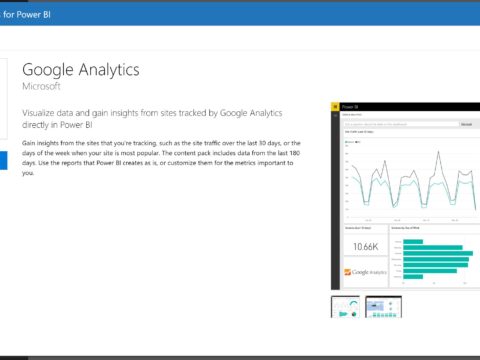 s for Power BI
Google Analytics
Microsoft
Visualize data and gain insights from sites tracked by Google Analytics
directly in Power BI
Gain insights from the sites that you're tracking, such as the site traffic over the last 30 days, or the
days of the week when your site is most popular. The content pack includes data from the last 180
days. Use the reports that Power BI creates as is, or customize them for the metrics important to
you.
Power BI
10.66K
Google Analytics